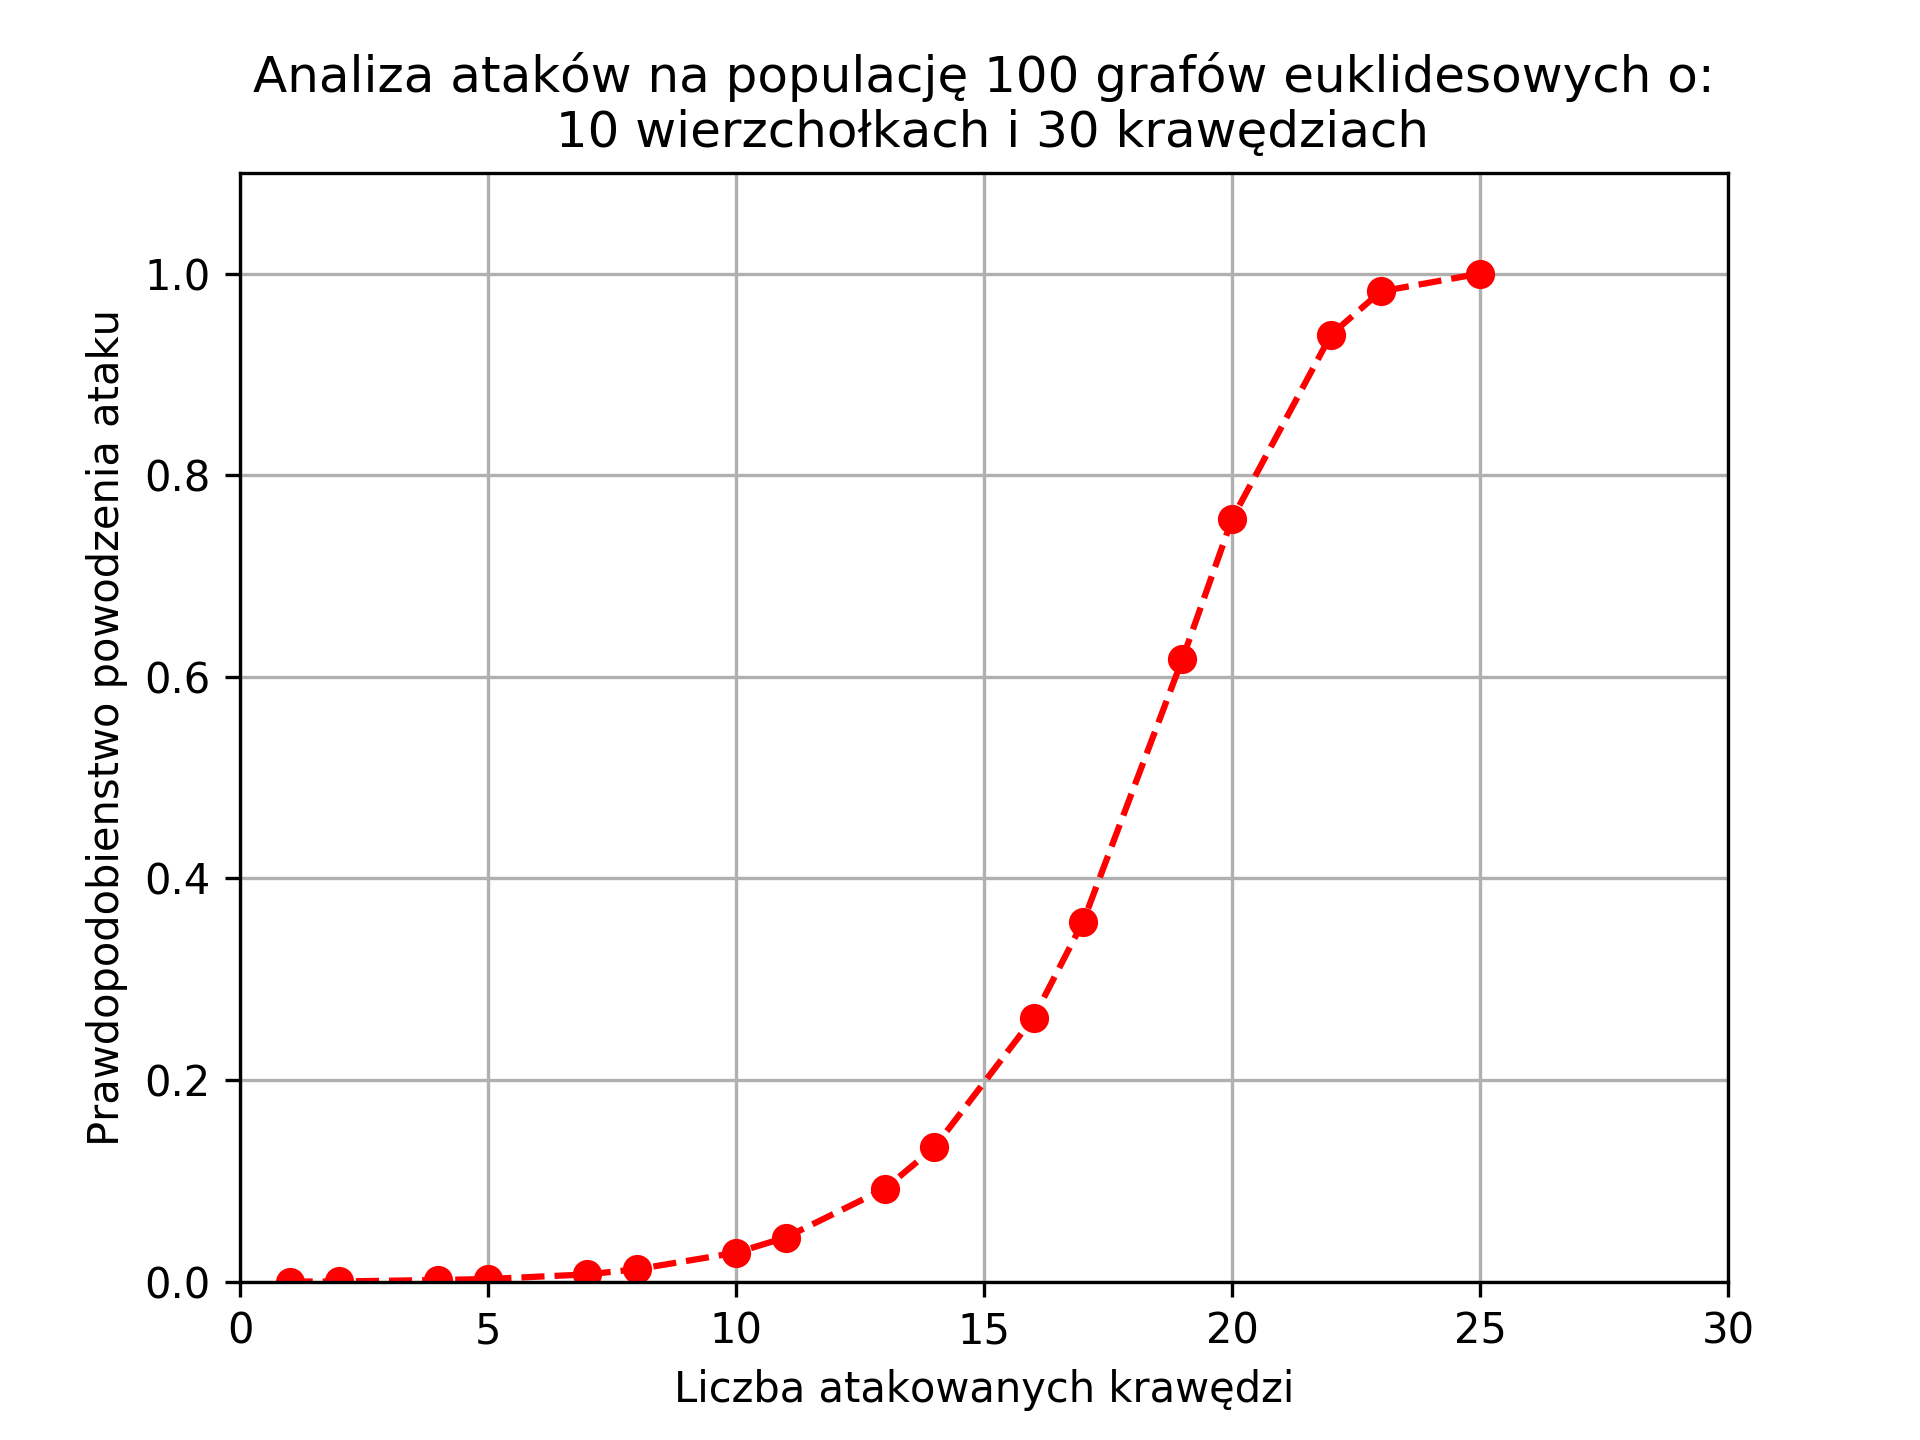 Analiza ataków na populację 100 grafów euklidesowych o:
10 wierzchołkach i 30 krawędziach
Prawdopodobienstwo powodzenia ataku
1.0
0.8
0.6
0.4
0.2
0.0
0 5 10 15 20 25 30
Liczba atakowanych krawędzi